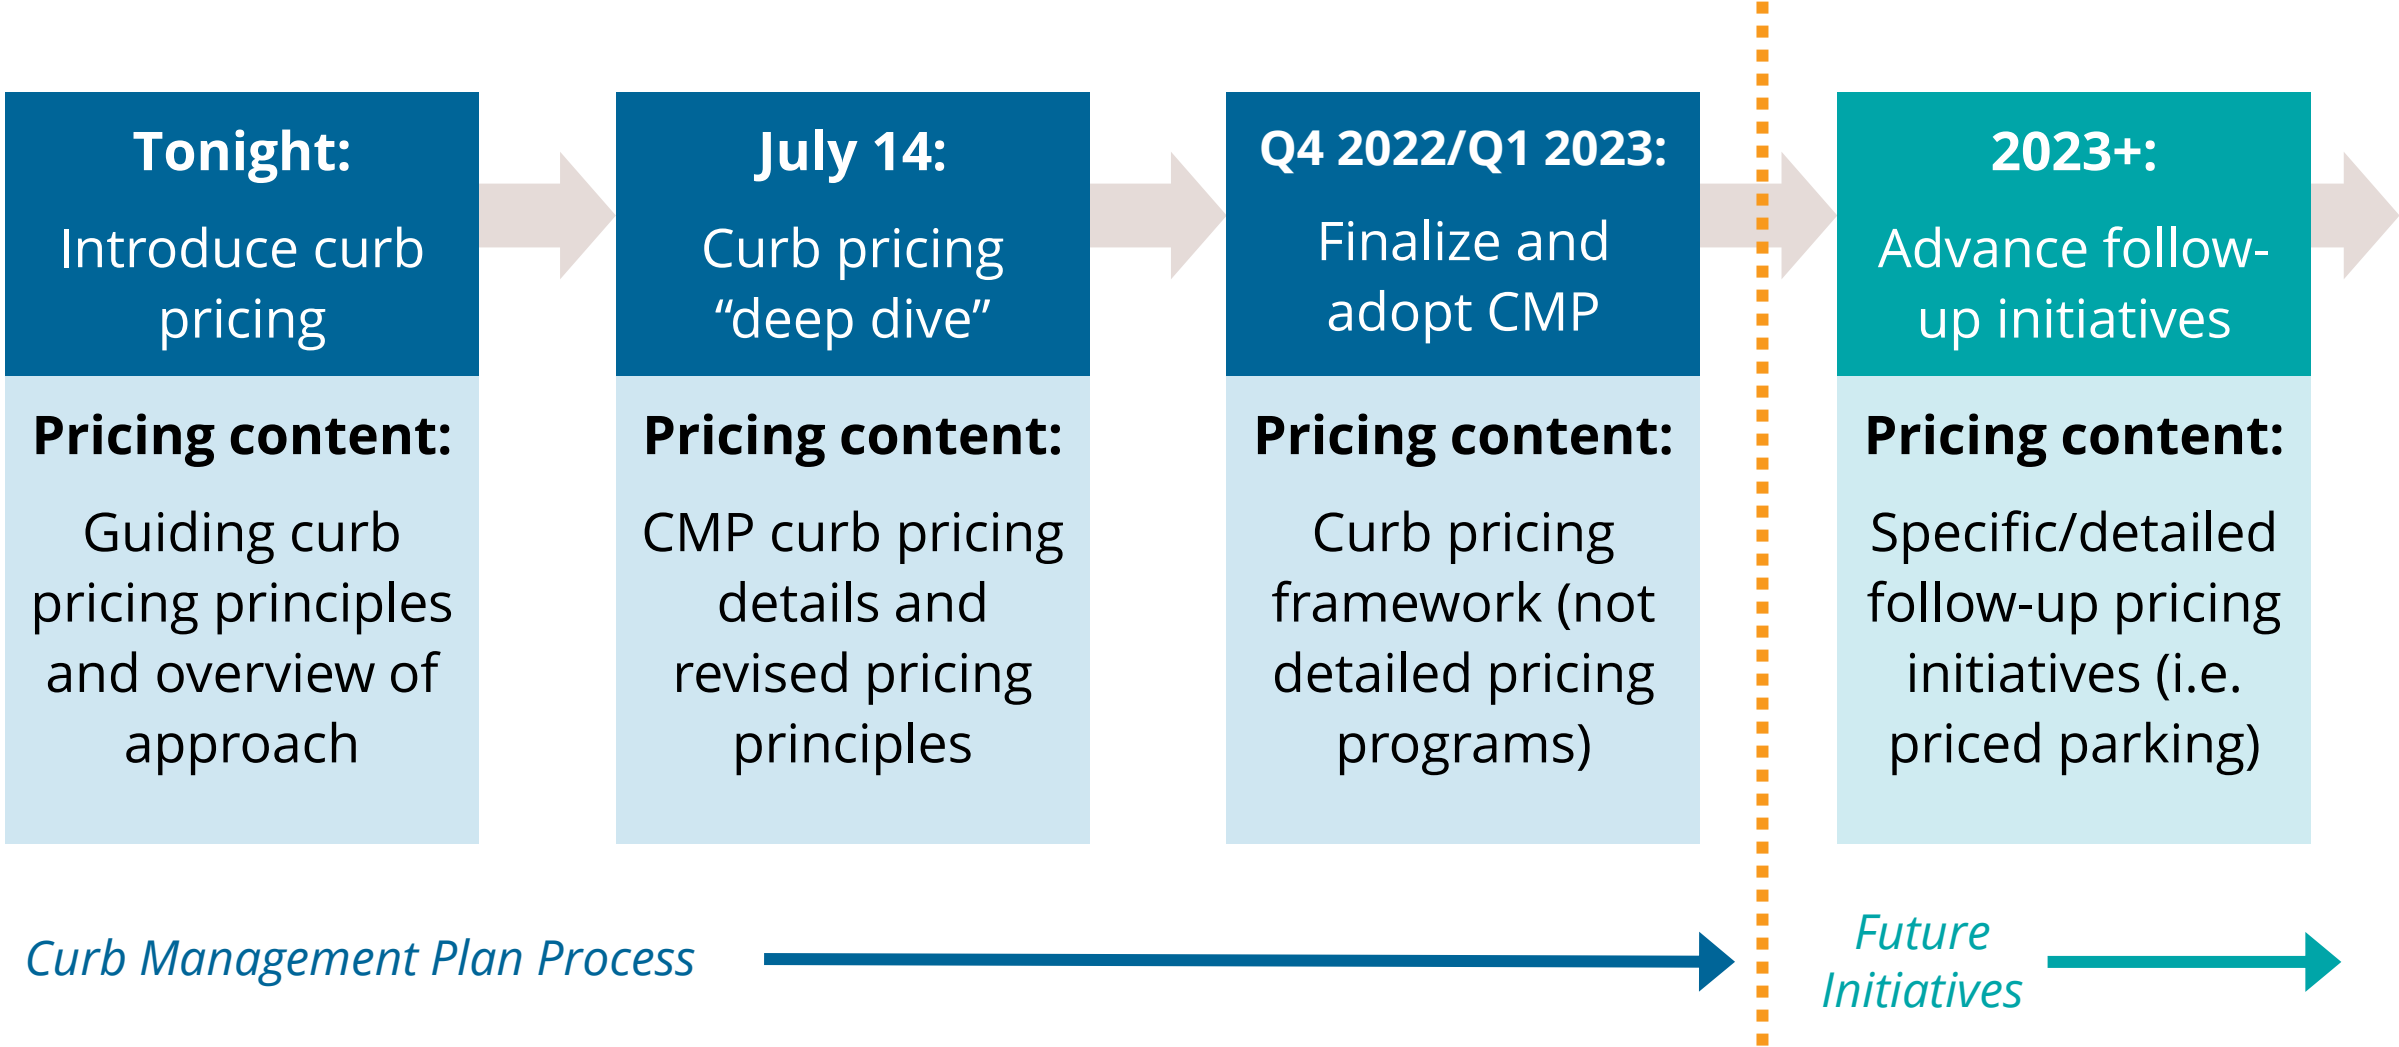 Tonight:
Introduce curb
pricing
Pricing content:
Guiding curb
pricing principles
and overview of
approach
July 14:
Curb pricing
“deep dive”
Pricing content:
CMP curb pricing
details and
revised pricing
principles
Q4 2022/Q1 2023:
Finalize and
adopt CMP
Pricing content:
Curb pricing
framework (not
detailed pricing
programs)
2023+:
Advance follow-
up initiatives
Pricing content:
Specific/detailed
follow-up pricing
initiatives (i.e.
priced parking)
Curb Management Plan Process
Future
Initiatives